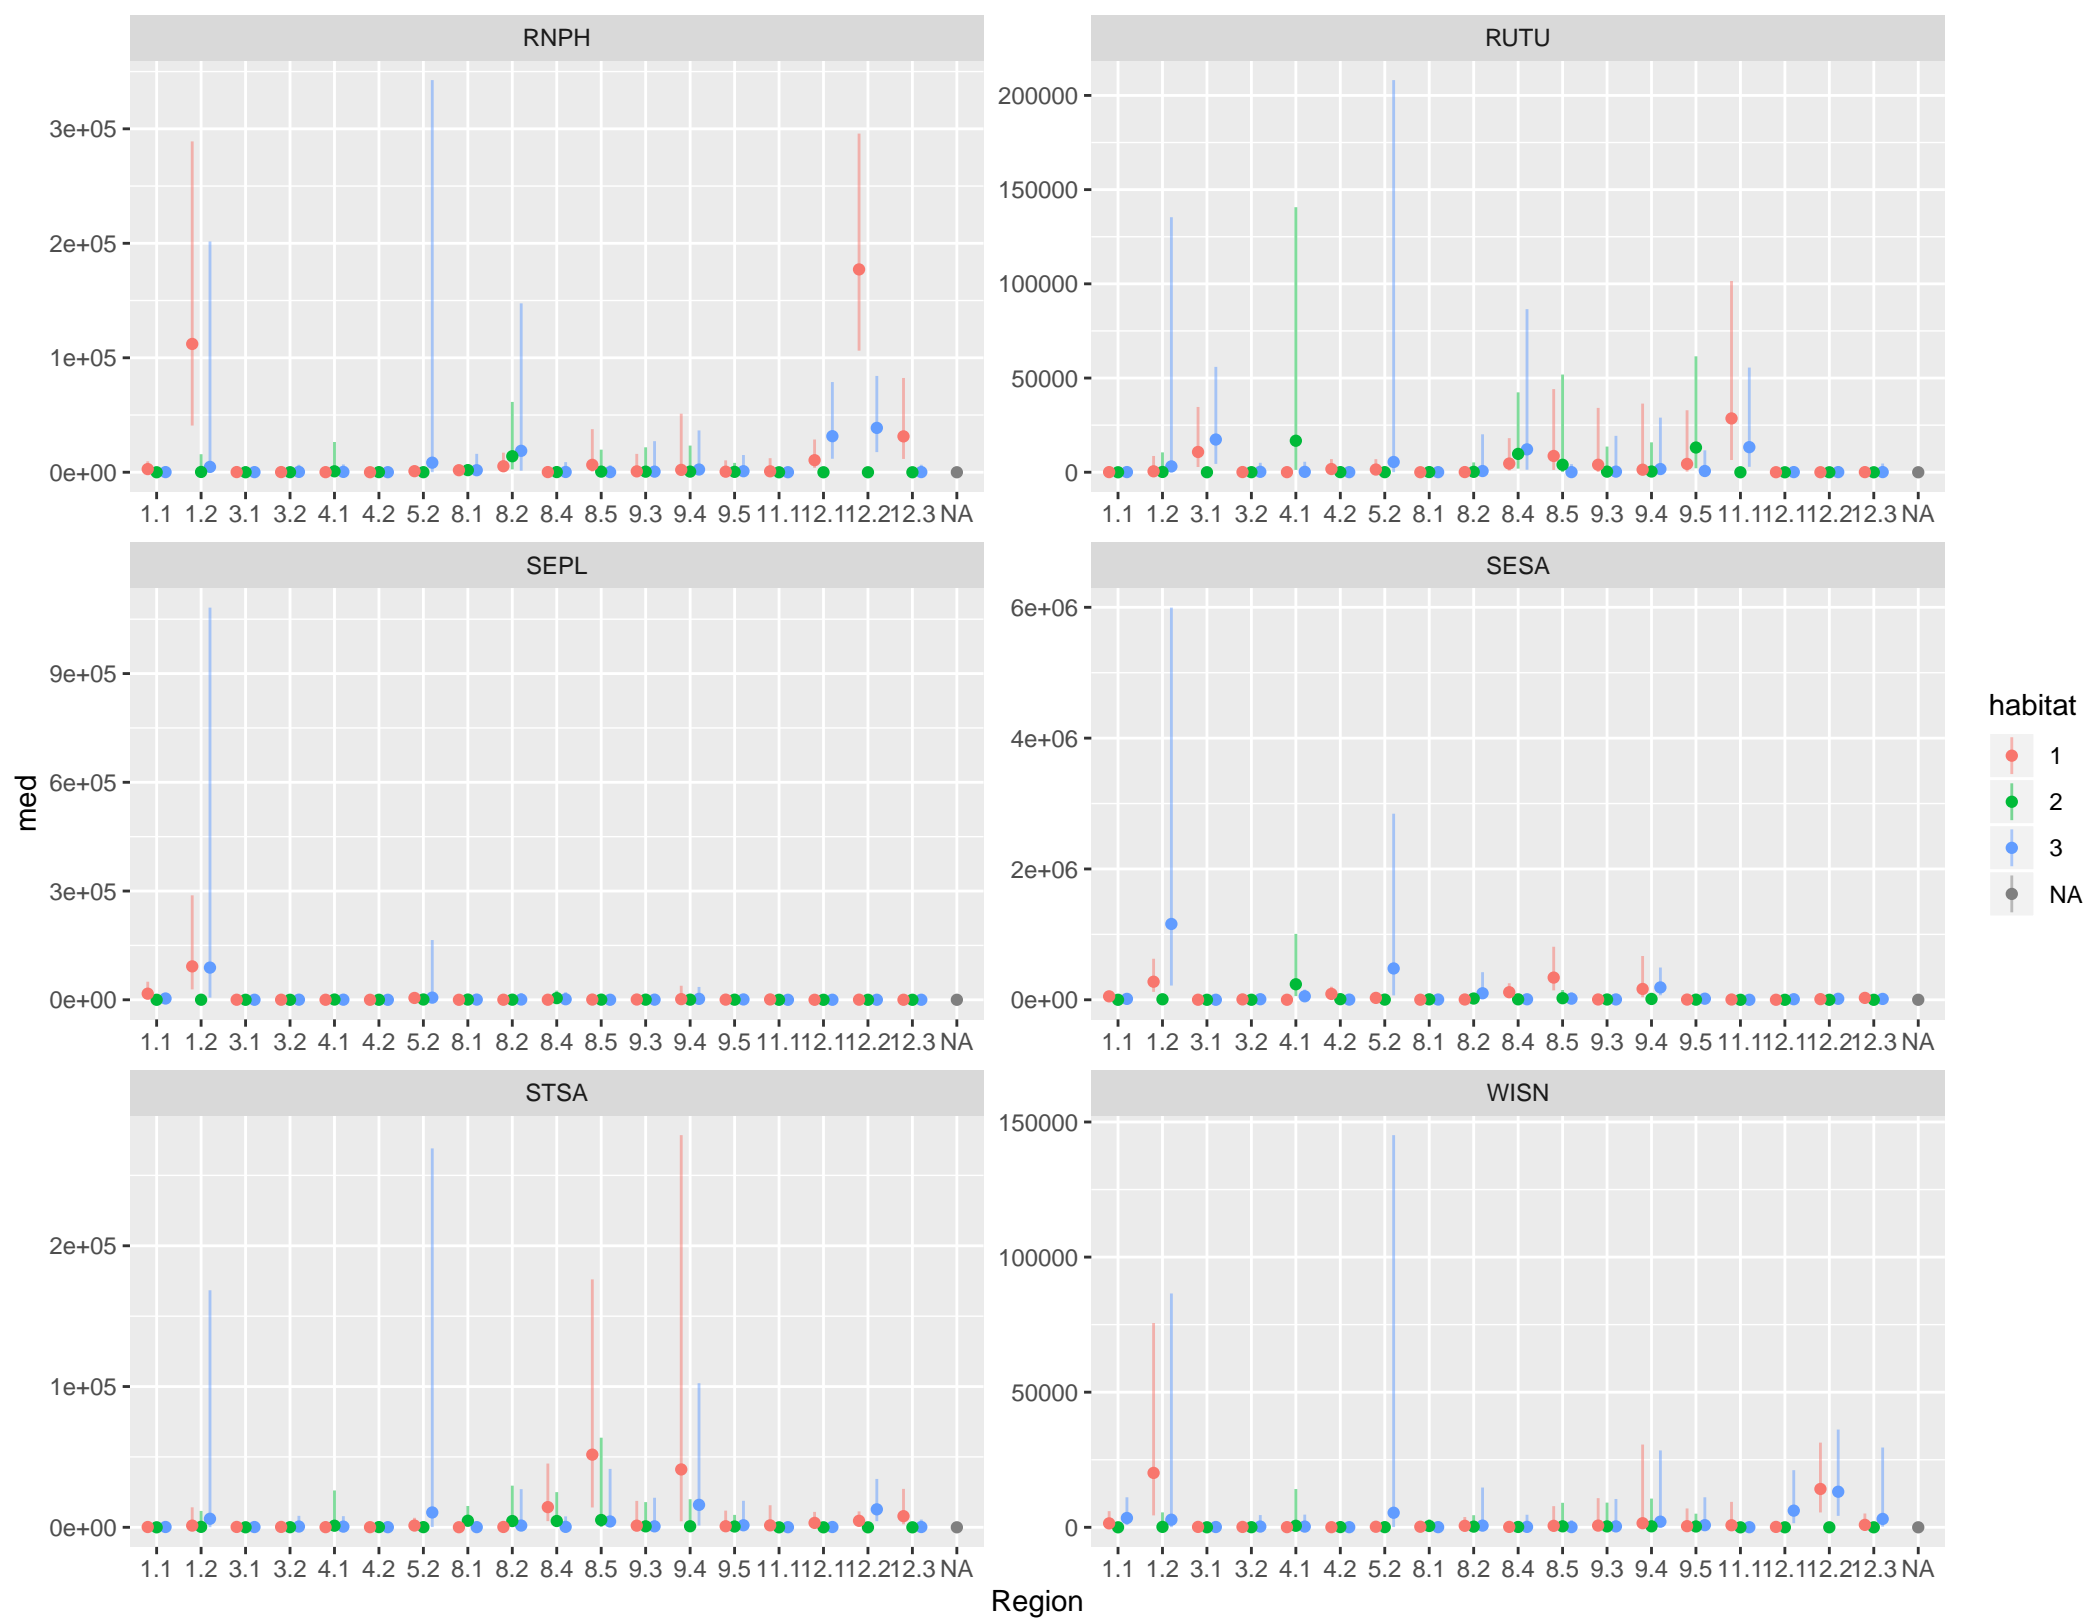 RNPH
RUTU
3e+05
2e+05
1e+05
0e+00
200000
150000
100000
50000
0
1.1 1.2 3.1 3.2 4.1 4.2 5.2 8.1 8.2 8.4 8.5 9.3 9.4 9.5 11.1 12.1 12.2 12.3 NA
1.1 1.2 3.1 3.2 4.1 4.2 5.2 8.1 8.2 8.4 8.5 9.3 9.4 9.5 11.1 12.1 12.2 12.3 NA
SEPL
SESA
9e+05
6e+05
3e+05
0e+00
6e+06
4e+06
2e+06
0e+00
1.1 1.2 3.1 3.2 4.1 4.2 5.2 8.1 8.2 8.4 8.5 9.3 9.4 9.5 11.1 12.1 12.2 12.3 NA
1.1 1.2 3.1 3.2 4.1 4.2 5.2 8.1 8.2 8.4 8.5 9.3 9.4 9.5 11.1 12.1 12.2 12.3 NA
STSA
WISN
2e+05
1e+05
0e+00
150000
100000
50000
0
1.1 1.2 3.1 3.2 4.1 4.2 5.2 8.1 8.2 8.4 8.5 9.3 9.4 9.5 11.1 12.1 12.2 12.3 NA
1.1 1.2 3.1 3.2 4.1 4.2 5.2 8.1 8.2 8.4 8.5 9.3 9.4 9.5 11.1 12.1 12.2 12.3 NA
med
Region
habitat
1
2
3
NA